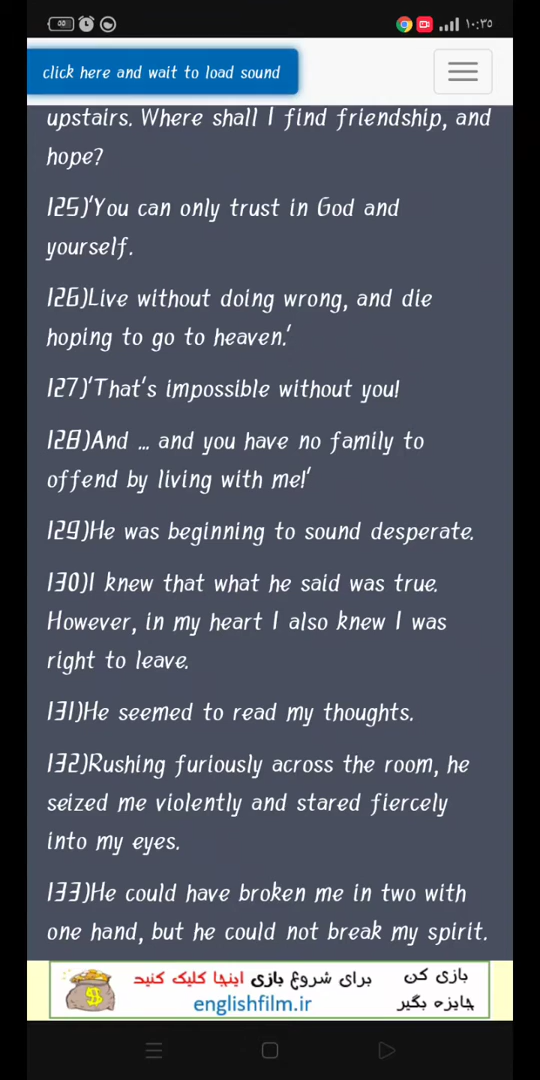 ۱۰:۳۵
click here and wait to load sound
upstairs. Where shall I find friendship, and
hope?
125)'You can only trust in God and
yourself.
126)Live without doing wrong, and die
hoping to go to heaven.'
127)'That's impossible without you!
128)And ... and you have no family to
offend by living with me!'
129)He was beginning to sound desperate.
130)I knew that what he said was true.
However, in my heart I also knew I was
right to leave.
131)He seemed to read my thoughts.
132)Rushing furiously across the room, he
seized me violently and stared fiercely
into my eyes.
133)He could have broken me in two with
one hand, but he could not break my spirit.
بازی کن
جایزه بگیر
برای شروع بازی اینجا کلیک کنید
englishfilm.ir